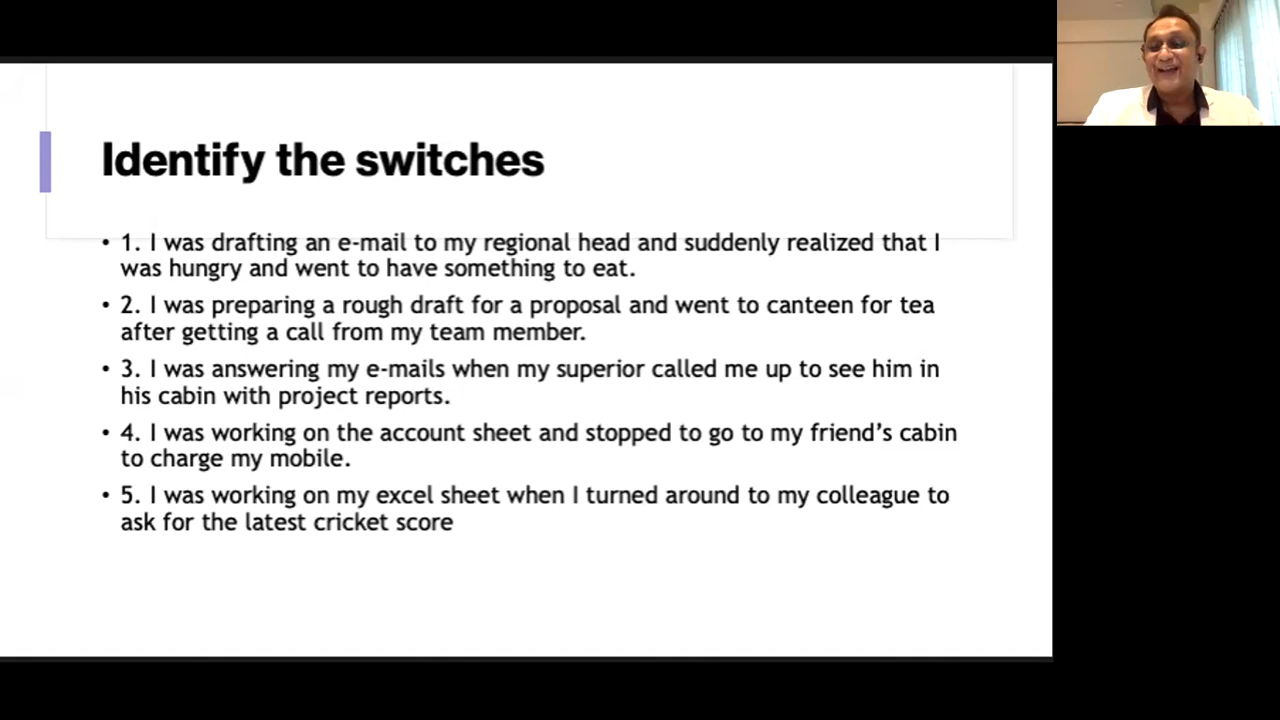 Identify the switches
• 1. I was drafting an e-mail to my regional head and suddenly realized that I
was hungry and went to have something to eat.
• 2. I was preparing a rough draft for a proposal and went to canteen for tea
after getting a call from my team member.
• 3. I was answering my e-mails when my superior called me up to see him in
his cabin with project reports.
• 4. I was working on the account sheet and stopped to go to my friend’s cabin
to charge my mobile.
• 5. I was working on my excel sheet when I turned around to my colleague to
ask for the latest cricket score